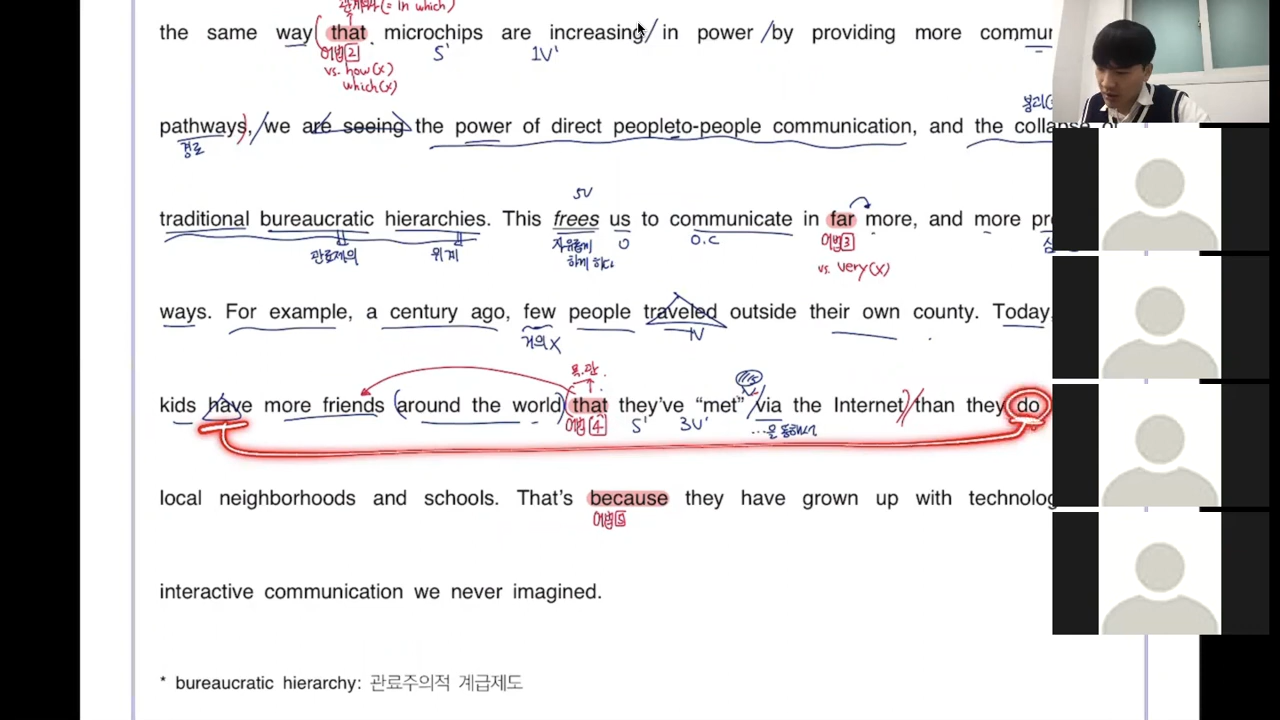 관계부사 (= in which)
the same way ( that microchips are increasing / in power / by providing more commun
어법 2 S' 1V'
vs. how(x)
which(x)
pathways), / we are seeing the power of direct peopleto-people communication, and the collapse of
경로
5V
traditional bureaucratic hierarchies. This frees us to communicate in far more, and more pr
관료제의 위계 자유롭게 O O.C 어법 3
하게 하다
vs. very(x)
ways. For example, a century ago, few people traveled outside their own county. Today,
거의 X 1V
목.관.
kids have more friends (around the world) (that they've “met” / via the Internet) / than they do
어법 4 S' 3V' ...을 통해서
local neighborhoods and schools. That's because they have grown up with technolog
어법 5
interactive communication we never imagined.
* bureaucratic hierarchy: 관료주의적 계급제도